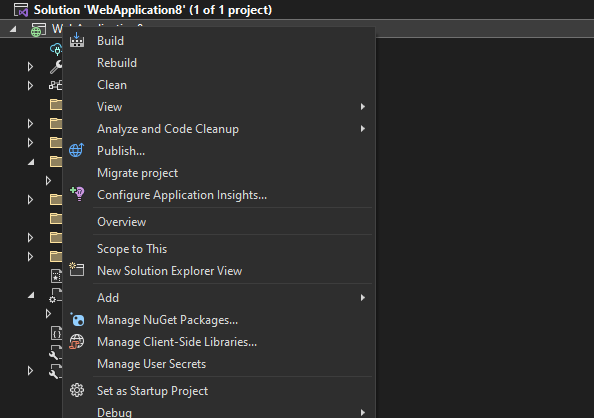 Solution 'WebApplication8' (1 of 1 project)
Build
Rebuild
Clean
View
Analyze and Code Cleanup
Publish...
Migrate project
Configure Application Insights...
Overview
Scope to This
New Solution Explorer View
Add
Manage NuGet Packages...
Manage Client-Side Libraries...
Manage User Secrets
Set as Startup Project
Debug